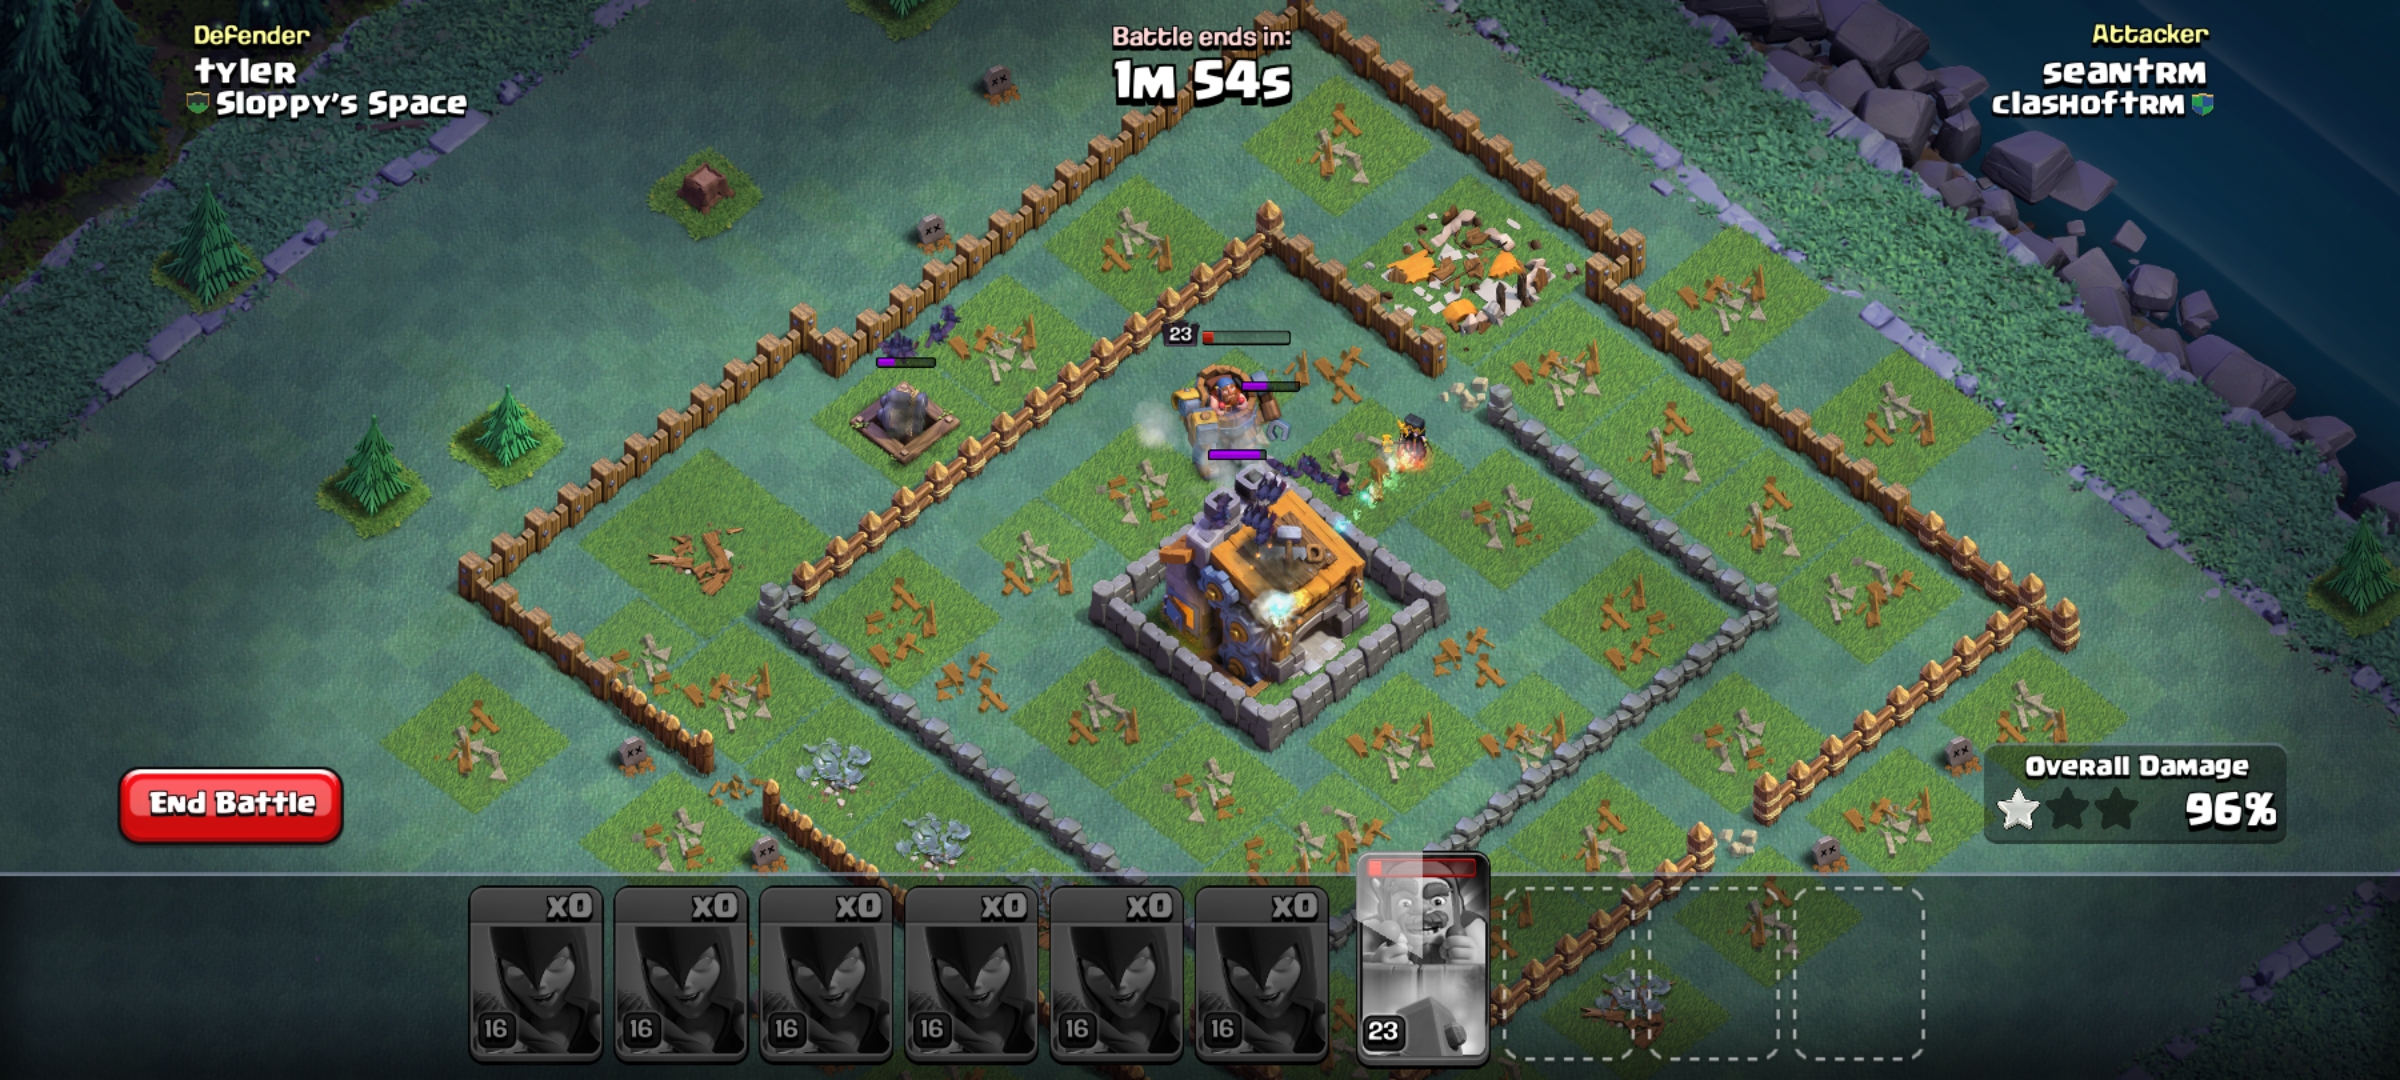 Defender
tyler
Sloppy's Space
Battle ends in:
1M 54s
Attacker
seantrm
clashoftrm
23
End Battle
Overall Damage
96%
x0
x0
x0
x0
x0
x0
16
16
16
16
16
16
23